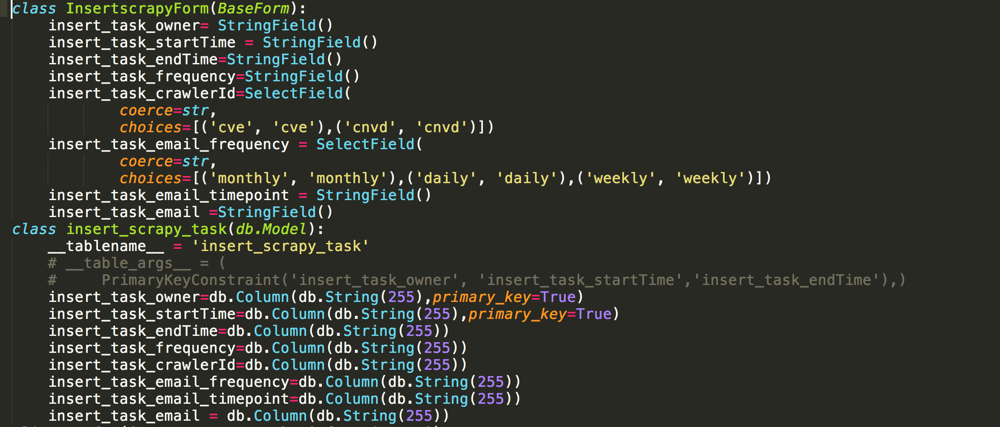 class InsertscrapyForm(BaseForm):
    insert_task_owner= StringField()
    insert_task_startTime = StringField()
    insert_task_endTime=StringField()
    insert_task_frequency=StringField()
    insert_task_crawlerId=SelectField(
            coerce=str,
            choices=[('cve', 'cve'),('cnvd', 'cnvd')])
    insert_task_email_frequency = SelectField(
            coerce=str,
            choices=[('monthly', 'monthly'),('daily', 'daily'),('weekly', 'weekly')])
    insert_task_email_timepoint = StringField()
    insert_task_email =StringField()
class insert_scrapy_task(db.Model):
    __tablename__ = 'insert_scrapy_task'
    # __table_args__ = (
    #     PrimaryKeyConstraint('insert_task_owner', 'insert_task_startTime','insert_task_endTime'),)
    insert_task_owner=db.Column(db.String(255),primary_key=True)
    insert_task_startTime=db.Column(db.String(255),primary_key=True)
    insert_task_endTime=db.Column(db.String(255))
    insert_task_frequency=db.Column(db.String(255))
    insert_task_crawlerId=db.Column(db.String(255))
    insert_task_email_frequency=db.Column(db.String(255))
    insert_task_email_timepoint=db.Column(db.String(255))
    insert_task_email = db.Column(db.String(255))